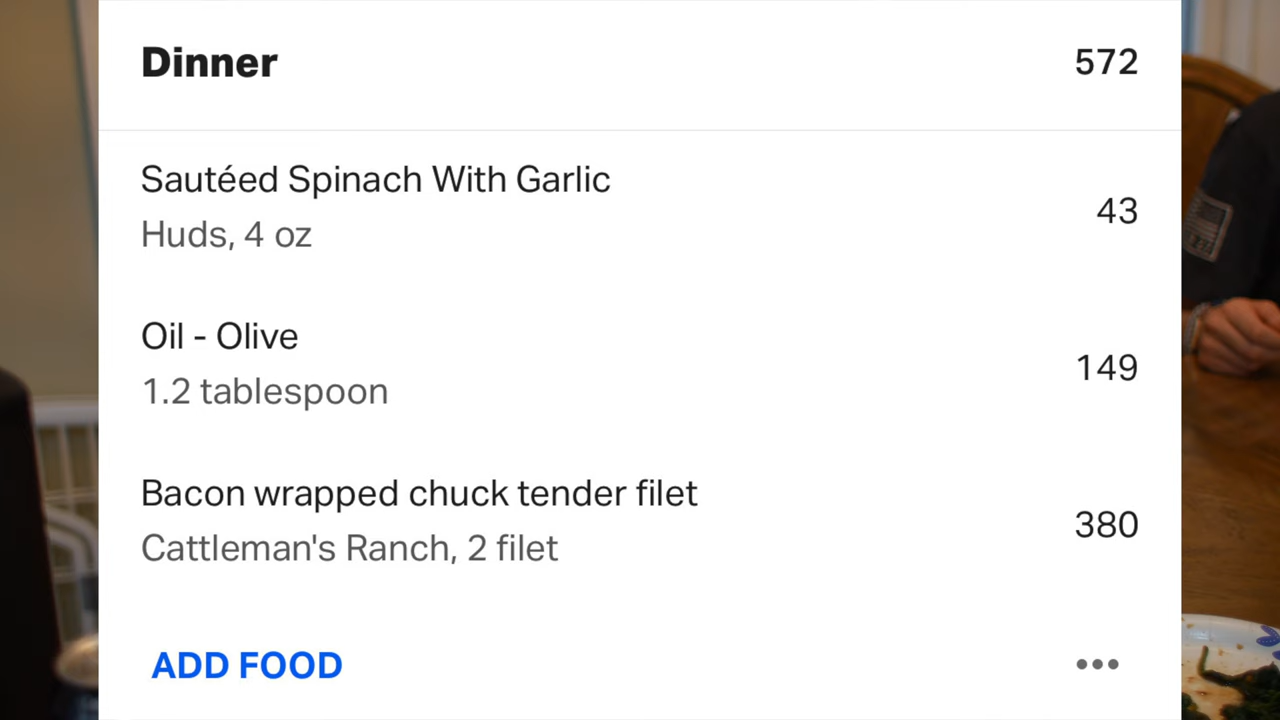 Dinner 572
Sautéed Spinach With Garlic
Huds, 4 oz 43
Oil - Olive
1.2 tablespoon 149
Bacon wrapped chuck tender filet
Cattleman's Ranch, 2 filet 380
ADD FOOD